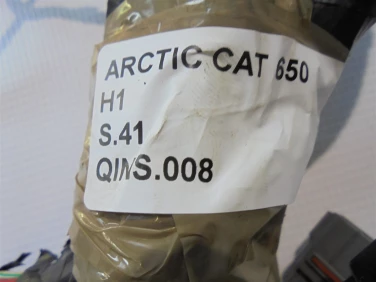 ARCTIC CAT 650
H1
S.41
QINS.008